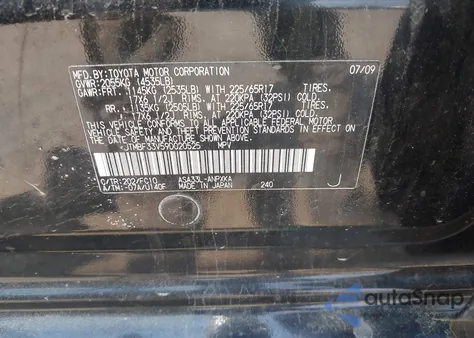 MFD.BY:TOYOTA MOTOR CORPORATION 07/09
GVWR:2055KG (4535LB)
GAWR:FRT. 1145KG (2535LB) WITH 225/65R17 TIRES.
17X6 1/2J RIMS, AT 220KPA (32PSI) COLD.
RR. 1135KG (2505LB) WITH 225/65R17 TIRES.
17X6 1/2J RIMS, AT 220KPA (32PSI) COLD.
THIS VEHICLE CONFORMS TO ALL APPLICABLE FEDERAL MOTOR
VEHICLE SAFETY AND THEFT PREVENTION STANDARDS IN EFFECT ON
THE DATE OF MANUFACTURE SHOWN ABOVE.
JTMBF33V59D020525 MPV
C/TR:202/FC10 ASA33L-ANPXKA
A/TM:-07A/U140F MADE IN JAPAN 240 J
autoSnap